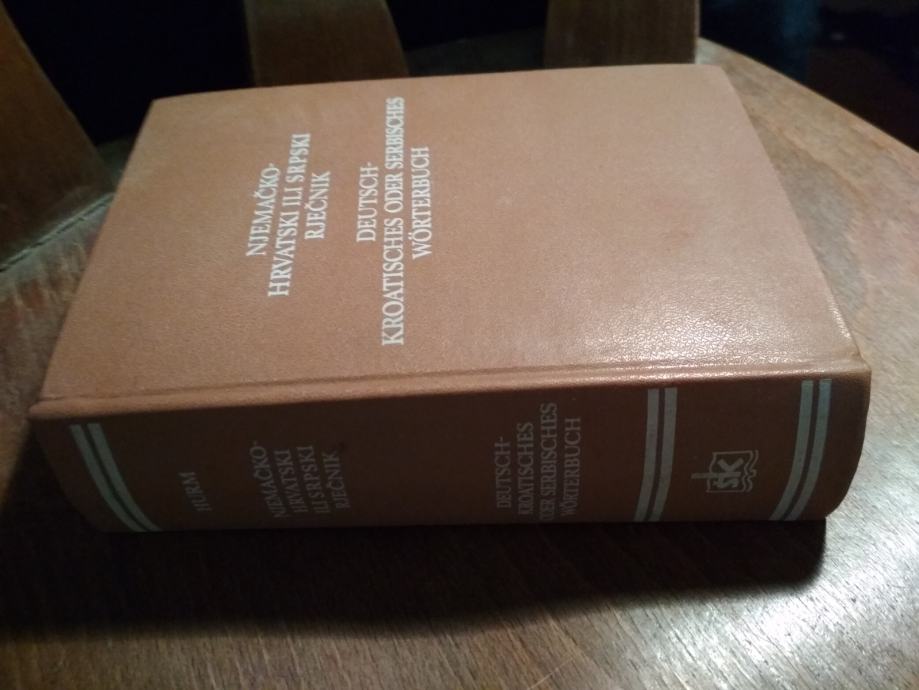 NJEMAČKO-
HRVATSKI ILI SRPSKI
RJEČNIK
DEUTSCH-
KROATISCHES ODER SERBISCHES
WÖRTERBUCH
HURM
NJEMAČKO-
HRVATSKI
ILI SRPSKI
RJEČNIK
DEUTSCH-
KROATISCHES
ODER SERBISCHES
WÖRTERBUCH
ŠK